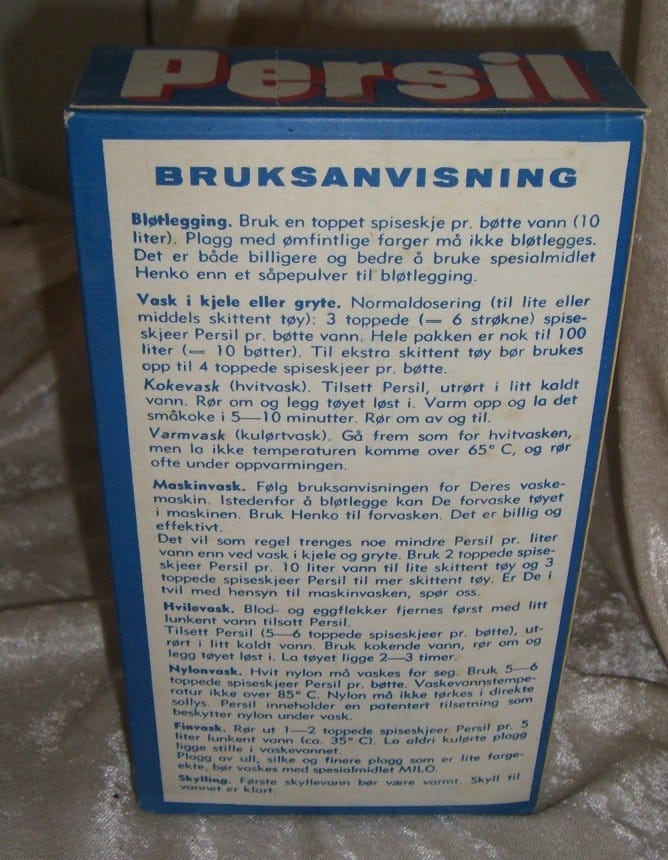 Persil
BRUKSANVISNING
Bløtlegging. Bruk en toppet spiseskje pr. bøtte vann (10
liter). Plagg med ømfintlige farger må ikke bløtlegges.
Det er både billigere og bedre å bruke spesialmidlet
Henko enn et såpepulver til bløtlegging.
Vask i kjele eller gryte. Normaldosering (til lite eller
middels skittent tøy): 3 toppede (= 6 strøkne) spise-
skjeer Persil pr. bøtte vann. Hele pakken er nok til 100
liter (= 10 bøtter). Til ekstra skittent tøy bør brukes
opp til 4 toppede spiseskjeer pr. bøtte.
Kokevask (hvitvask). Tilsett Persil, utrørt i litt kaldt
vann. Rør om og legg tøyet løst i. Varm opp og la det
småkoke i 5—10 minutter. Rør om av og til.
Varmvask (kulørtvask). Gå frem som for hvitvasken,
men la ikke temperaturen komme over 65° C, og rør
ofte under oppvarmingen.
Maskinvask. Følg bruksanvisningen for Deres vaske-
maskin. Istedenfor å bløtlegge kan De forvaske tøyet
i maskinen. Bruk Henko til forvasken. Det er billig og
effektivt.
Det vil som regel trenges noe mindre Persil pr. liter
vann enn ved vask i kjele og gryte. Bruk 2 toppede spise-
skjeer Persil pr. 10 liter vann til lite skittent tøy og 3
toppede spiseskjeer Persil til mer skittent tøy. Er De i
tvil med hensyn til maskinvasken, spør oss.
Hvilevask. Blod- og eggflekker fjernes først med litt
lunkent vann tilsatt Persil.
Tilsett Persil (5—6 toppede spiseskjeer pr. bøtte), ut-
rørt i litt kaldt vann. Bruk kokende vann, rør om og
legg tøyet løst i. La tøyet ligge 2—3 timer.
Nylonvask. Hvit nylon må vaskes for seg. Bruk 5—6
toppede spiseskjeer Persil pr. bøtte. Vaskevannstempe-
ratur ikke over 85° C. Nylon må ikke tørkes i direkte
sollys. Persil inneholder en patentert tilsetning som
beskytter nylon under vask.
Finvask. Rør ut 1—2 toppede spiseskjeer Persil pr. 5
liter lunkent vann (ca. 35° C). La aldri kulørte plagg
ligge stille i vaskevannet.
Plagg av ull, silke og finere plagg som er lite farge-
ekte, bør vaskes med spesialmidlet MILO.
Skylling. Første skyllevann bør være varmt. Skyll til
vannet er klart.